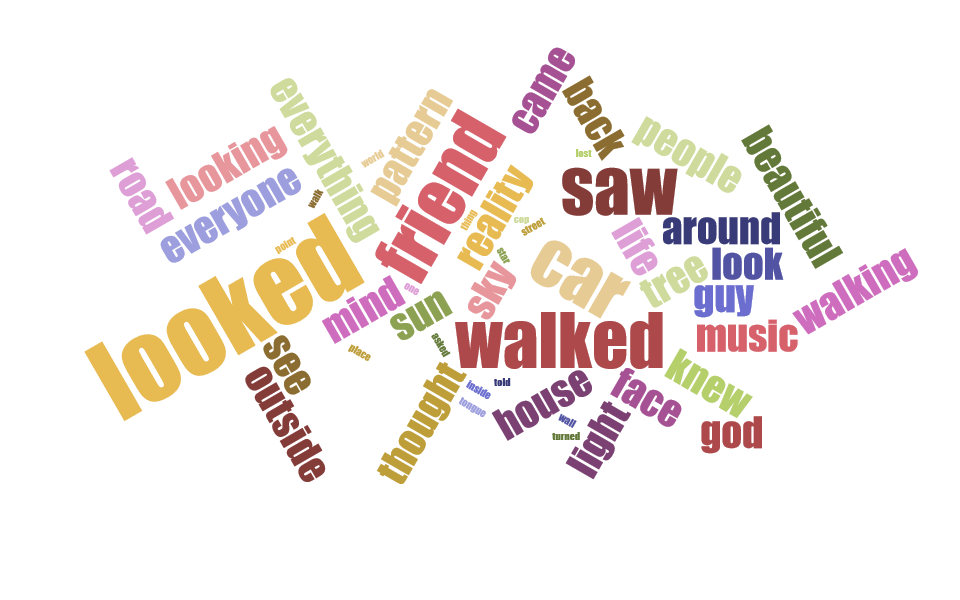 came
back
everything
pattern
people
friend
beautiful
looking
road
world
lost
everyone
walk
reality
saw
thing
cop
street
around
life
looked
point
star
car
look
tree
sky
guy
walking
mind
one
sun
walked
music
see
place
asked
knew
outside
thought
inside
told
house
face
tongue
light
wall
god
turned